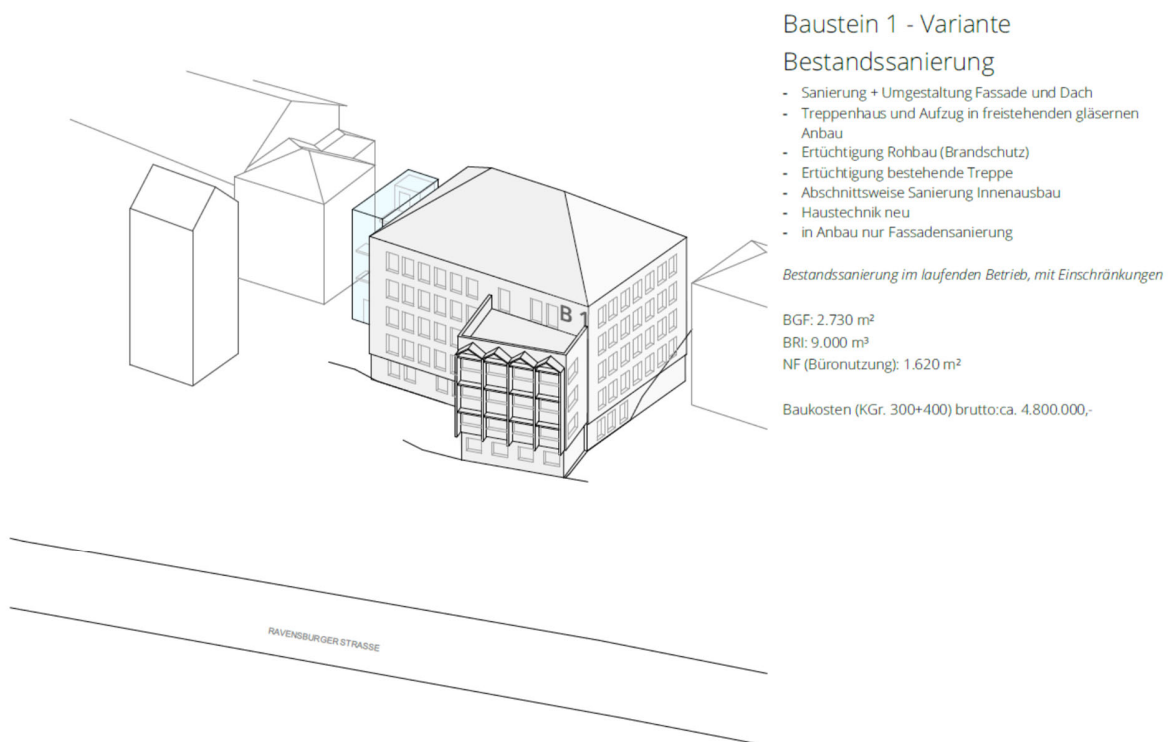 Baustein 1 - Variante
Bestandssanierung
- Sanierung + Umgestaltung Fassade und Dach
- Treppenhaus und Aufzug in freistehenden gläsernen
Anbau
- Ertüchtigung Rohbau (Brandschutz)
- Ertüchtigung bestehende Treppe
- Abschnittsweise Sanierung Innenausbau
- Haustechnik neu
- in Anbau nur Fassadensanierung
Bestandssanierung im laufenden Betrieb, mit Einschränkungen
BGF: 2.730 m²
BRI: 9.000 m³
NF (Büronutzung): 1.620 m²
Baukosten (KGr. 300+400) brutto:ca. 4.800.000,-
B 1
RAVENSBURGER STRASSE